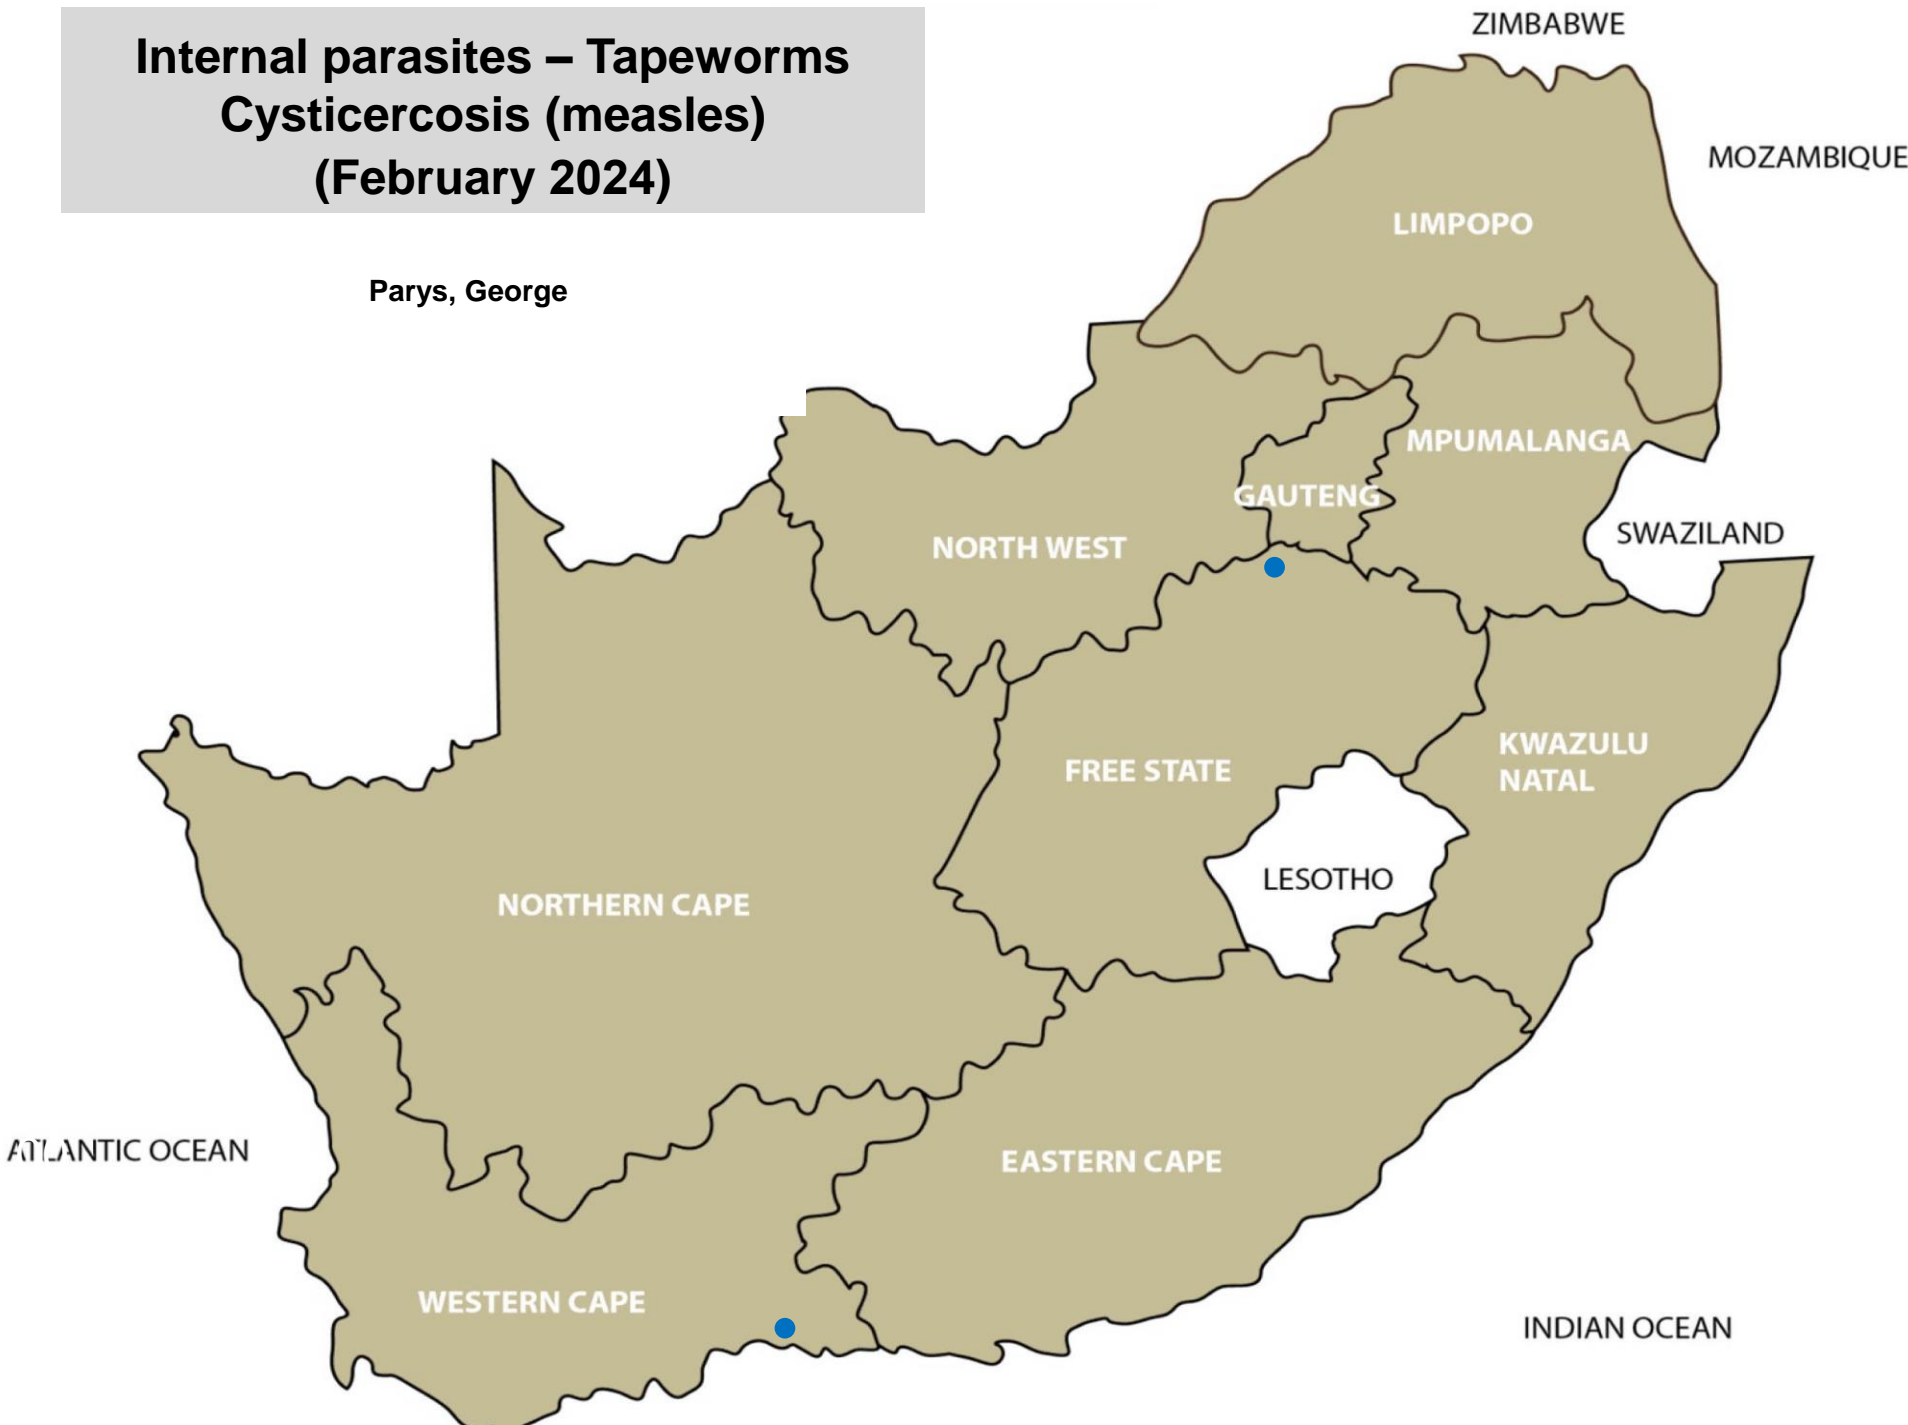 Internal parasites – Tapeworms
Cysticercosis (measles)
(February 2024)
Parys, George
ZIMBABWE
MOZAMBIQUE
LIMPOPO
MPUMALANGA
GAUTENG
NORTH WEST
SWAZILAND
KWAZULU
NATAL
FREE STATE
LESOTHO
NORTHERN CAPE
ATLANTIC OCEAN
EASTERN CAPE
WESTERN CAPE
INDIAN OCEAN